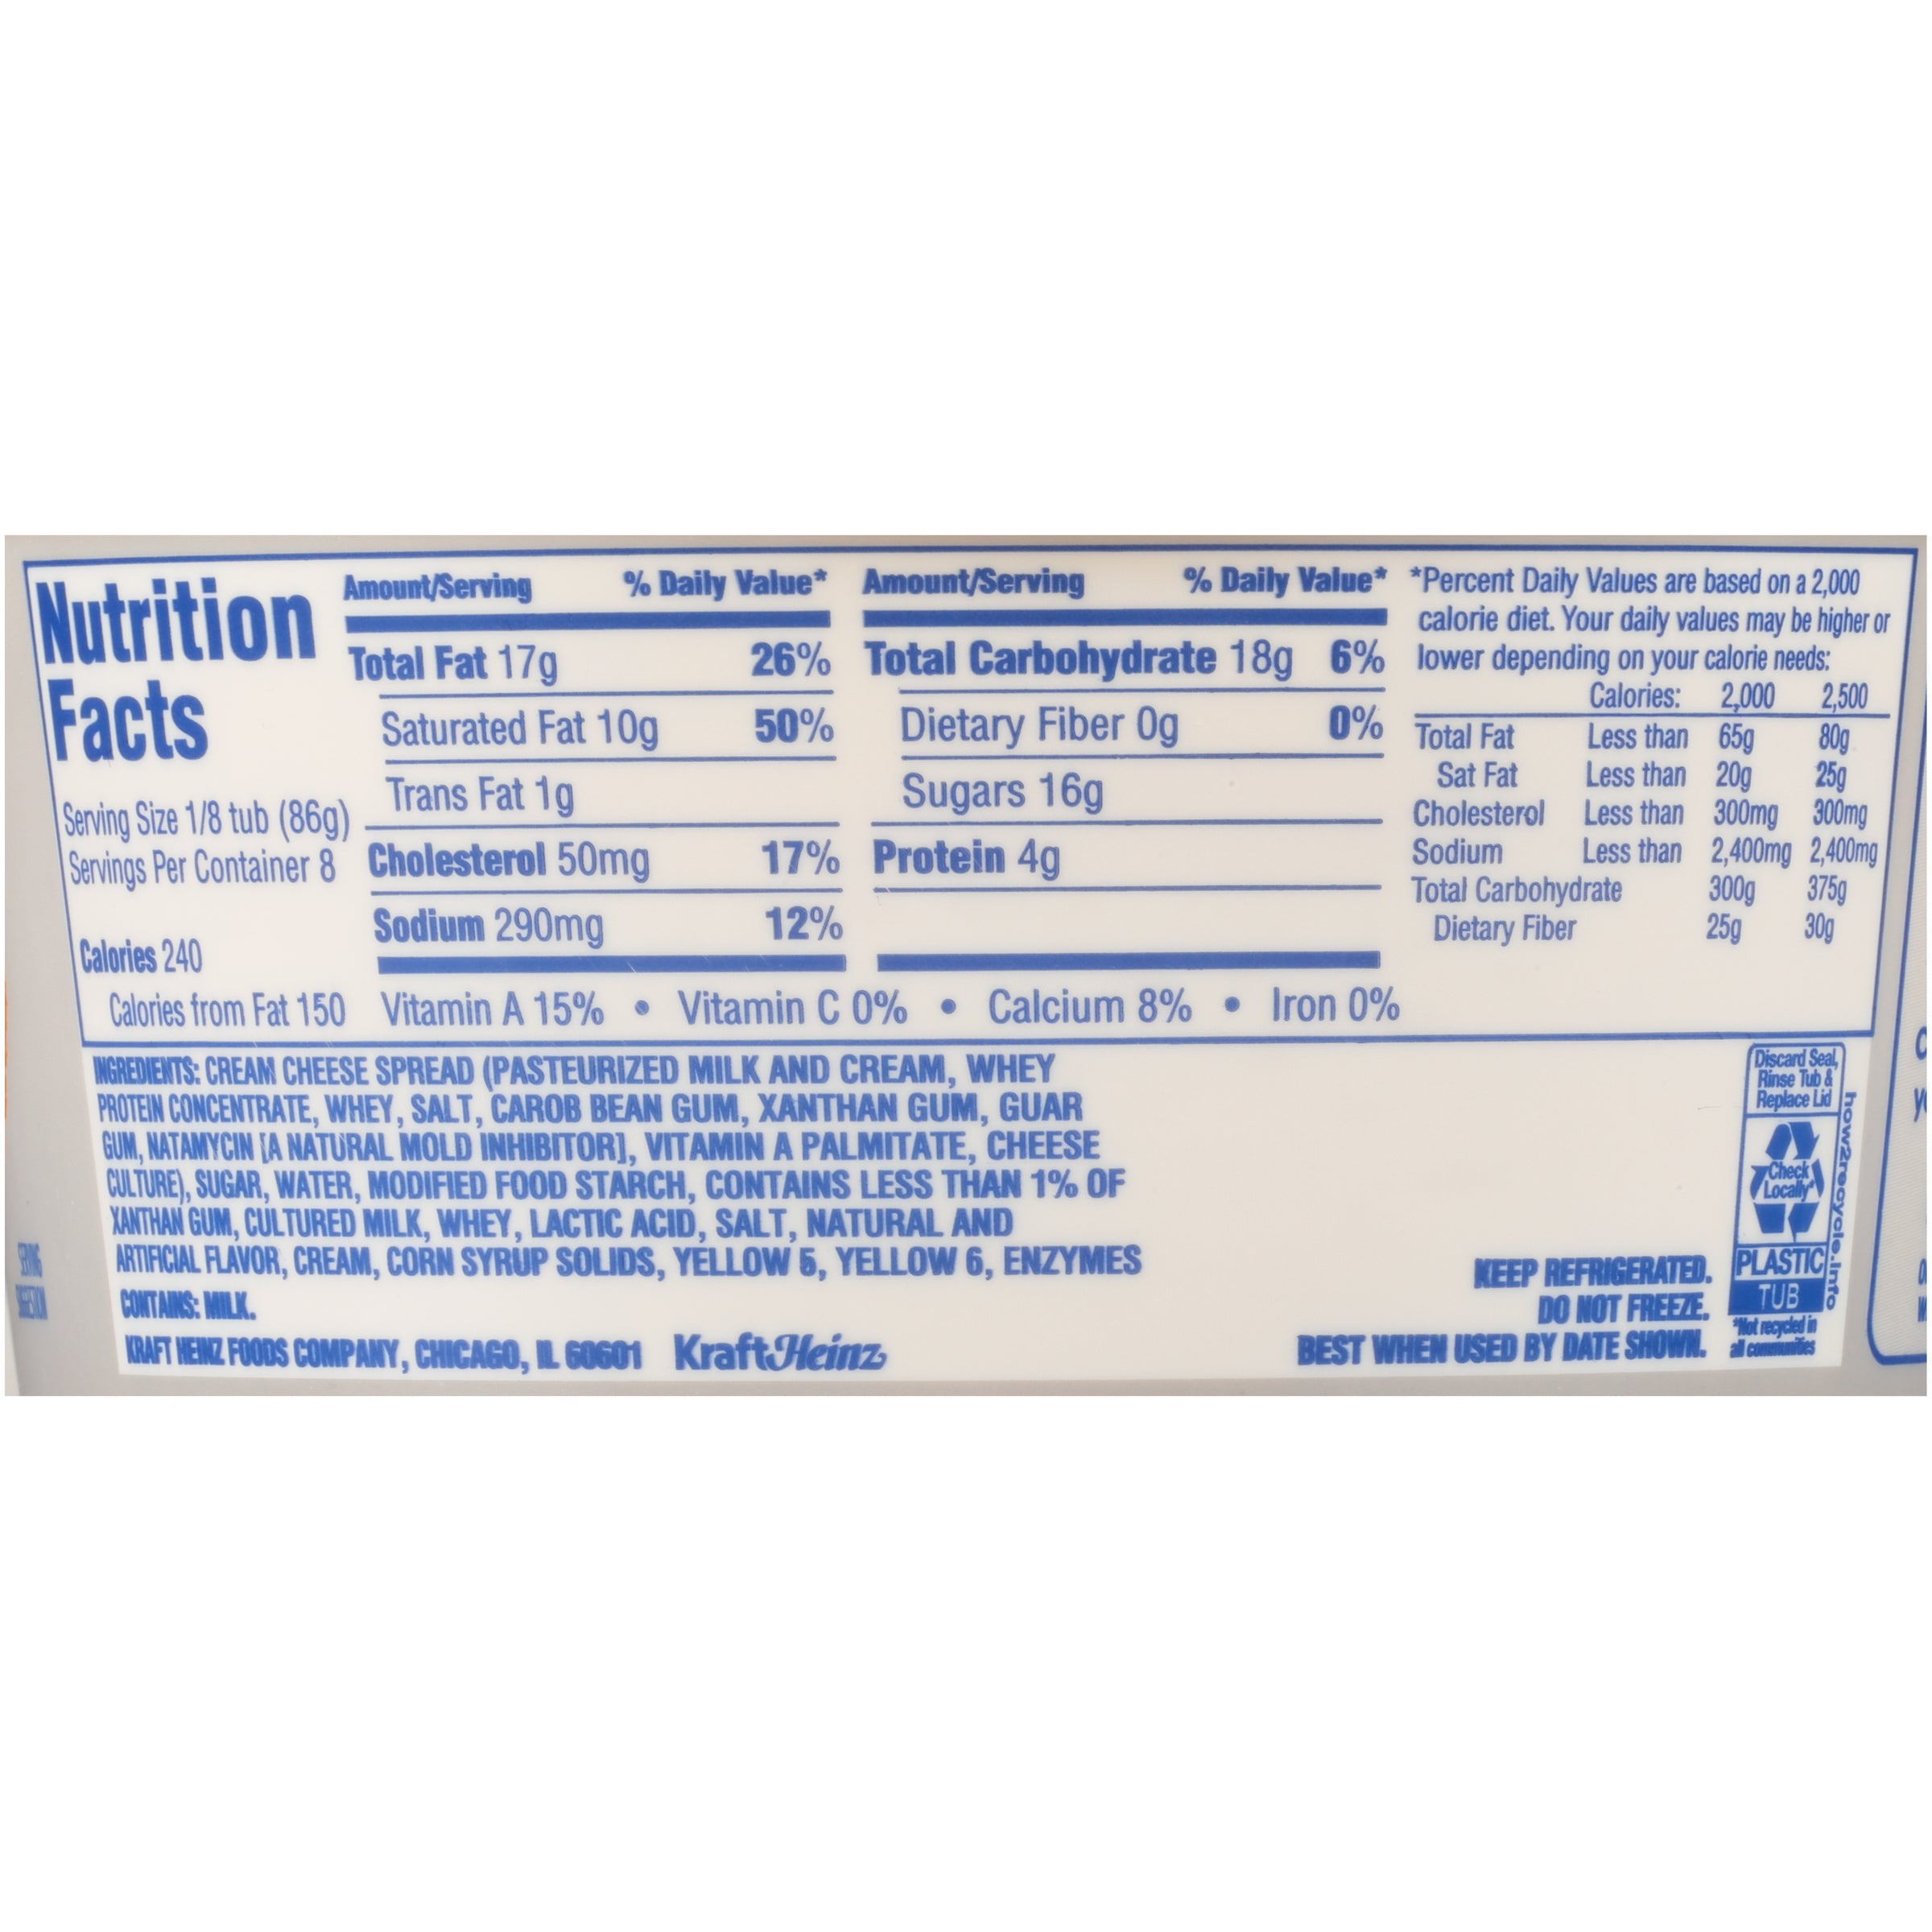 Nutrition
Facts
Serving Size 1/8 tub (86g)
Servings Per Container 8
Calories 240
Calories from Fat 150
Amount/Serving % Daily Value*
Total Fat 17g 26%
Saturated Fat 10g 50%
Trans Fat 1g
Cholesterol 50mg 17%
Sodium 290mg 12%
Amount/Serving % Daily Value*
Total Carbohydrate 18g 6%
Dietary Fiber 0g 0%
Sugars 16g
Protein 4g
Vitamin A 15% • Vitamin C 0% • Calcium 8% • Iron 0%
*Percent Daily Values are based on a 2,000
calorie diet. Your daily values may be higher or
lower depending on your calorie needs:
Calories: 2,000 2,500
Total Fat Less than 65g 80g
Sat Fat Less than 20g 25g
Cholesterol Less than 300mg 300mg
Sodium Less than 2,400mg 2,400mg
Total Carbohydrate 300g 375g
Dietary Fiber 25g 30g
INGREDIENTS: CREAM CHEESE SPREAD (PASTEURIZED MILK AND CREAM, WHEY
PROTEIN CONCENTRATE, WHEY, SALT, CAROB BEAN GUM, XANTHAN GUM, GUAR
GUM, NATAMYCIN [A NATURAL MOLD INHIBITOR], VITAMIN A PALMITATE, CHEESE
CULTURE), SUGAR, WATER, MODIFIED FOOD STARCH, CONTAINS LESS THAN 1% OF
XANTHAN GUM, CULTURED MILK, WHEY, LACTIC ACID, SALT, NATURAL AND
ARTIFICIAL FLAVOR, CREAM, CORN SYRUP SOLIDS, YELLOW 5, YELLOW 6, ENZYMES
CONTAINS: MILK.
KRAFT HEINZ FOODS COMPANY, CHICAGO, IL 60601 KraftHeinz
KEEP REFRIGERATED.
DO NOT FREEZE.
BEST WHEN USED BY DATE SHOWN.
Discard Seal,
Rinse Tub &
Replace Lid
Check
Locally*
PLASTIC
TUB
*Not recycled in
all communities
how2recycle.info
SERVING
SUGGESTION